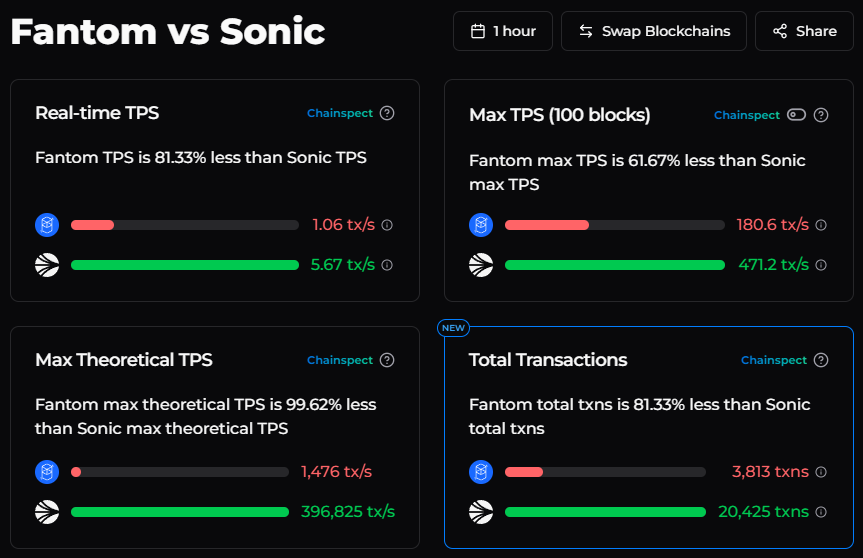 Fantom vs Sonic
1 hour
Swap Blockchains
Share
Real-time TPS
Chainspect
Fantom TPS is 81.33% less than Sonic TPS
1.06 tx/s
5.67 tx/s
Max TPS (100 blocks)
Chainspect
Fantom max TPS is 61.67% less than Sonic
max TPS
180.6 tx/s
471.2 tx/s
Max Theoretical TPS
Chainspect
Fantom max theoretical TPS is 99.62% less
than Sonic max theoretical TPS
1,476 tx/s
396,825 tx/s
NEW
Total Transactions
Chainspect
Fantom total txns is 81.33% less than Sonic
total txns
3,813 txns
20,425 txns